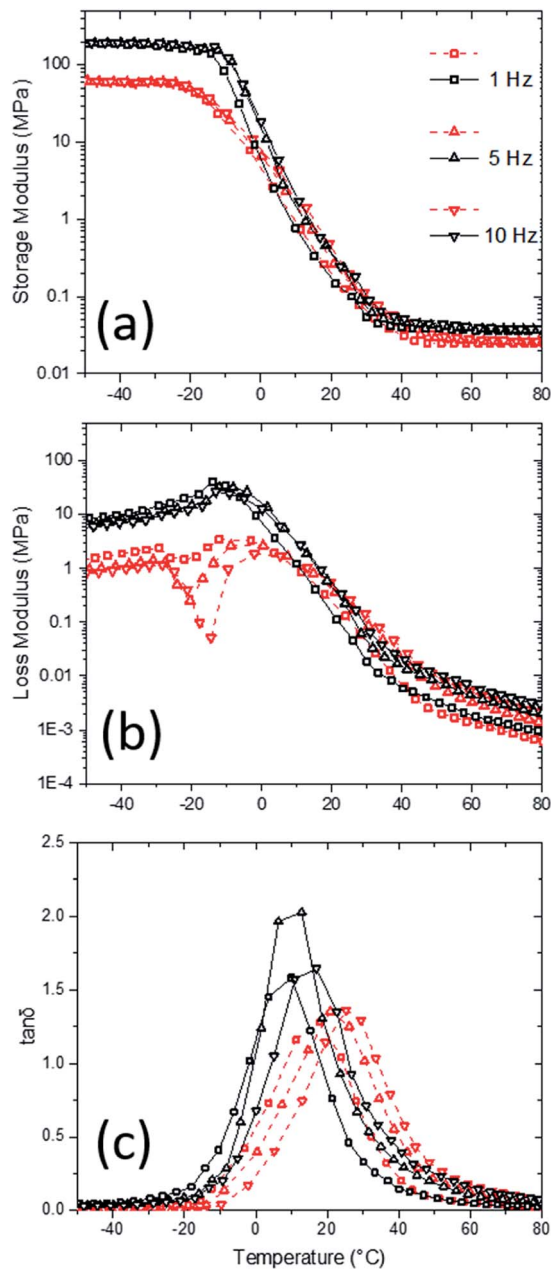 100
10
1
0.1
0.01
Storage Modulus (MPa)
1 Hz
5 Hz
10 Hz
(a)
-40 -20 0 20 40 60 80
100
10
1
0.1
0.01
1E-3
1E-4
Loss Modulus (MPa)
(b)
-40 -20 0 20 40 60 80
2.5
2.0
1.5
1.0
0.5
0.0
tanδ
(c)
-40 -20 0 20 40 60 80
Temperature (°C)